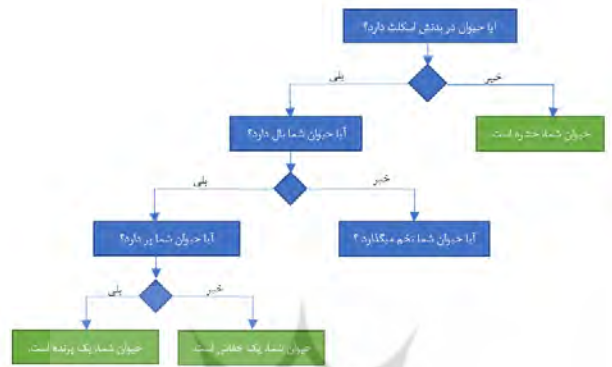 آیا حیوان در بدنش اسکلت دارد؟
بلی
خیر
آیا حیوان شما بال دارد؟
حیوان شما، حشره است.
بلی
خیر
آیا حیوان شما پر دارد؟
آیا حیوان شما تخم میگذارد ؟
بلی
خیر
حیوان شما، یک پرنده است.
حیوان شما، یک خفاش است.